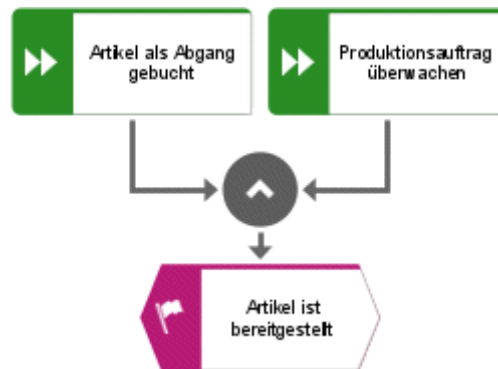 Artikel als Abgang
gebucht
Produktionsauftrag
überwachen
Artikel ist
bereitgestellt